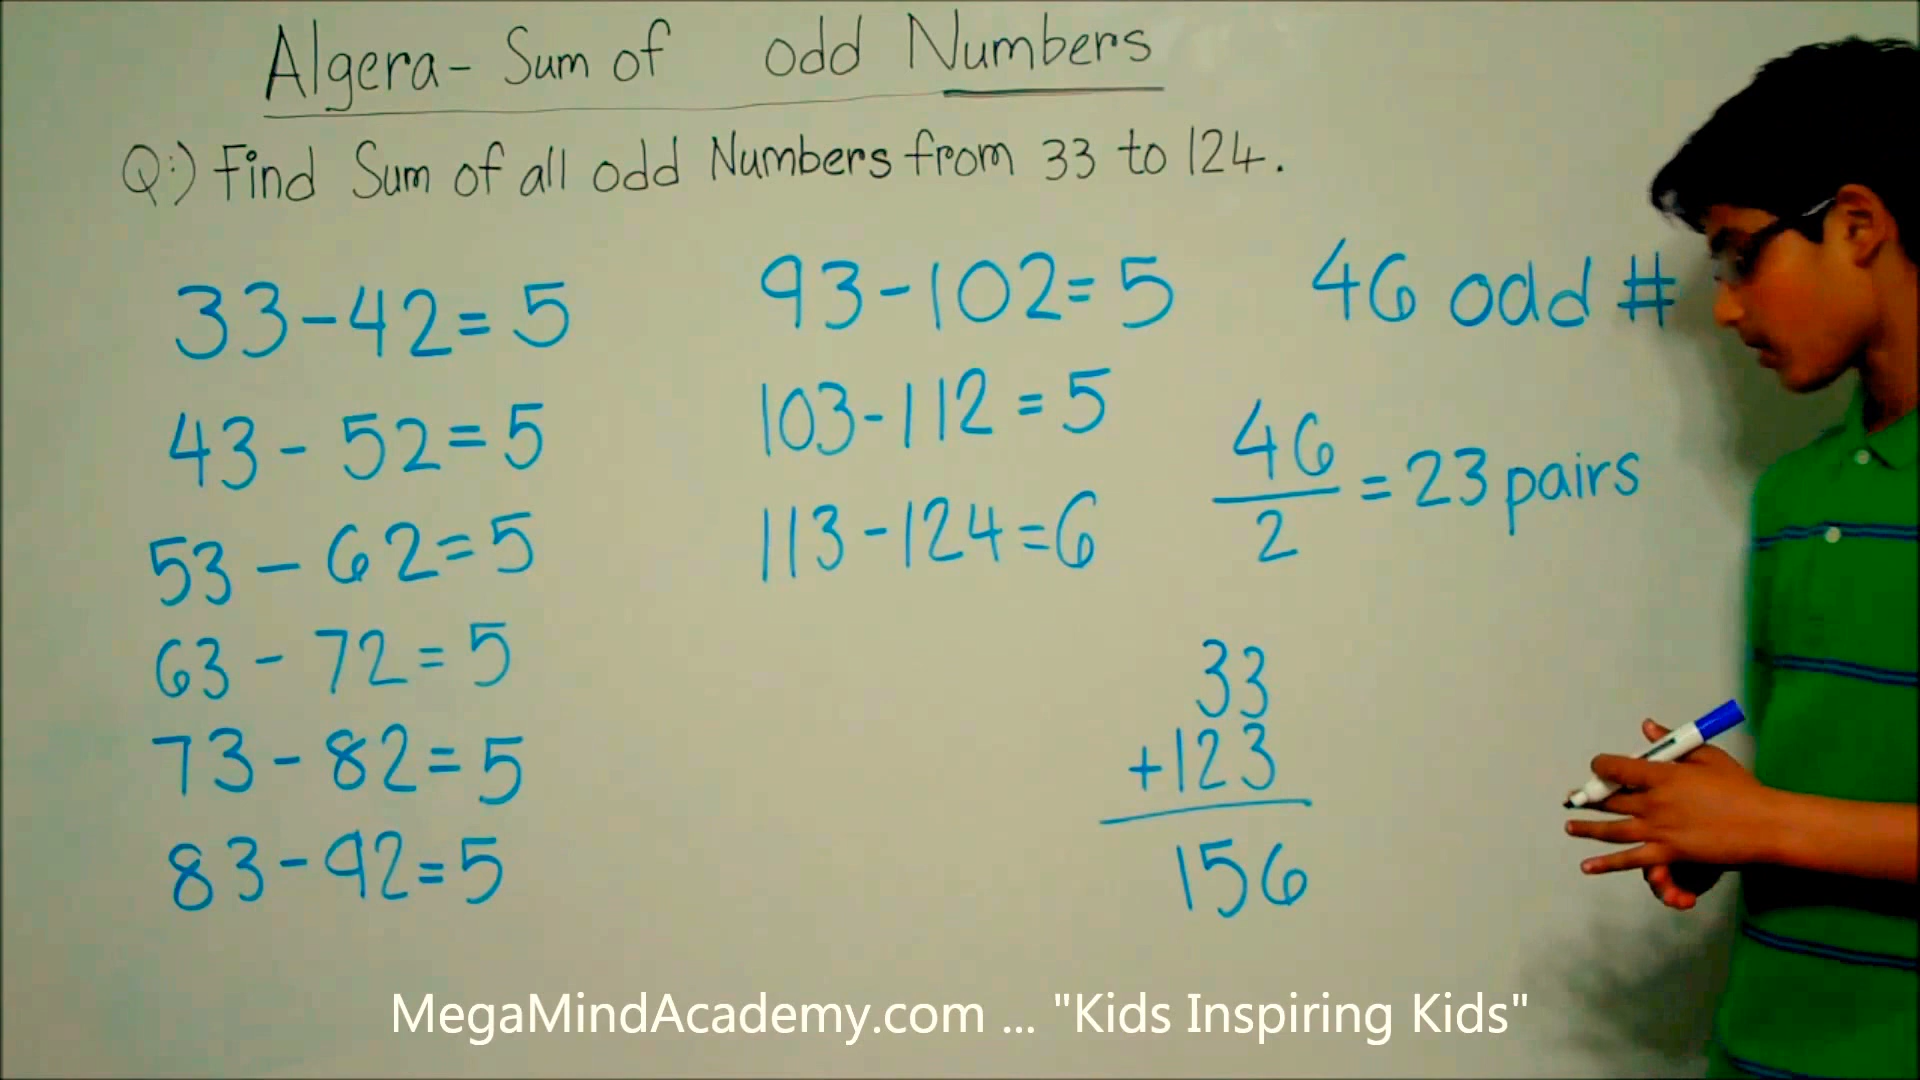 Algera - Sum of odd Numbers
Q:) Find Sum of all odd Numbers from 33 to 124.
33-42=5
43-52=5
53-62=5
63-72=5
73-82=5
83-92=5
93-102=5
103-112=5
113-124=6
46 odd #
46
2
=23 pairs
33
+123
156
MegaMindAcademy.com ... "Kids Inspiring Kids"